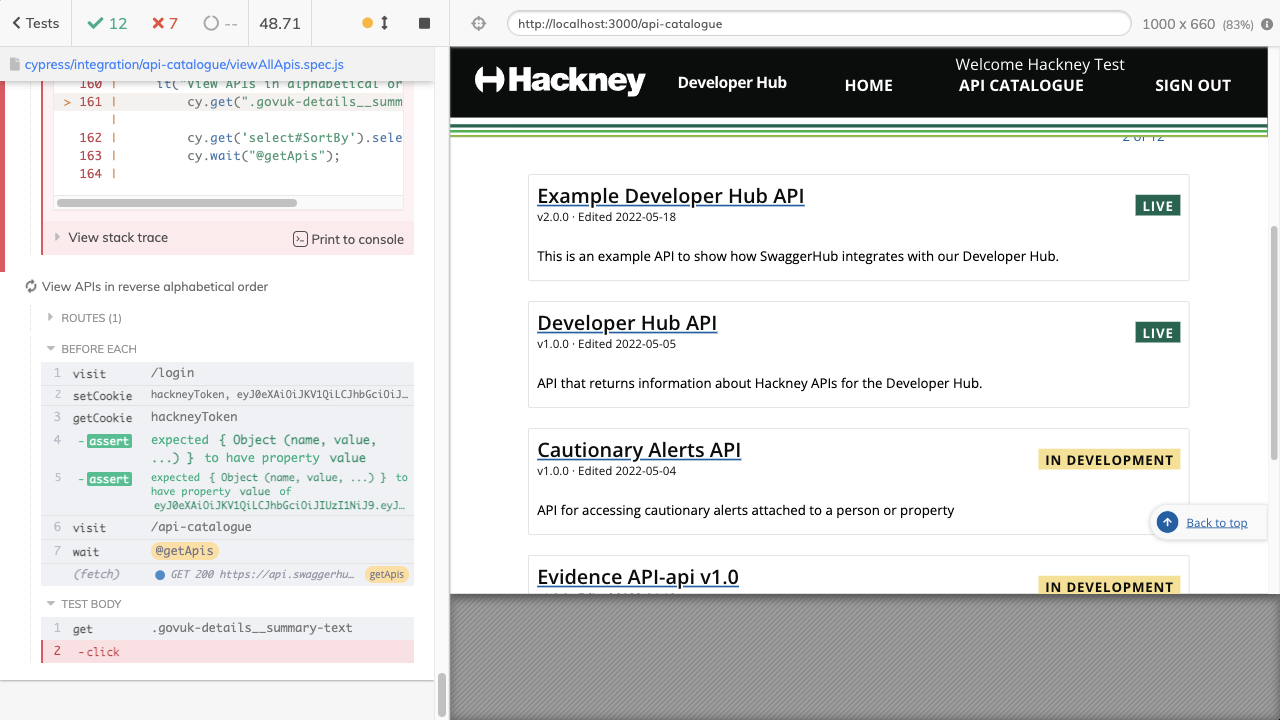 Tests
12
7
--
48.71
cypress/integration/api-catalogue/viewAllApis.spec.js
160 | it("View APIs in alphabetical or
> 161 | cy.get(".govuk-details__summ
|
162 | cy.get('select#SortBy').sele
163 | cy.wait("@getApis");
164 |
View stack trace
Print to console
View APIs in reverse alphabetical order
ROUTES (1)
BEFORE EACH
1 visit /login
2 setCookie hackneyToken, eyJ0eXAiOiJKV1QiLCJhbGciOiJ…
3 getCookie hackneyToken
4 -assert expected { Object (name, value,
...) } to have property value
5 -assert expected { Object (name, value, ...) } to
have property value of
eyJ0eXAiOiJKV1QiLCJhbGciOiJIUzI1NiJ9.eyJ…
6 visit /api-catalogue
7 wait @getApis
(fetch) GET 200 https://api.swaggerhu… getApis
TEST BODY
1 get .govuk-details__summary-text
2 -click
http://localhost:3000/api-catalogue
1000 x 660 (83%)
Hackney
Developer Hub
Welcome Hackney Test
HOME
API CATALOGUE
SIGN OUT
2 of 12
Example Developer Hub API
LIVE
v2.0.0 · Edited 2022-05-18
This is an example API to show how SwaggerHub integrates with our Developer Hub.
Developer Hub API
LIVE
v1.0.0 · Edited 2022-05-05
API that returns information about Hackney APIs for the Developer Hub.
Cautionary Alerts API
IN DEVELOPMENT
v1.0.0 · Edited 2022-05-04
API for accessing cautionary alerts attached to a person or property
Back to top
Evidence API-api v1.0
IN DEVELOPMENT